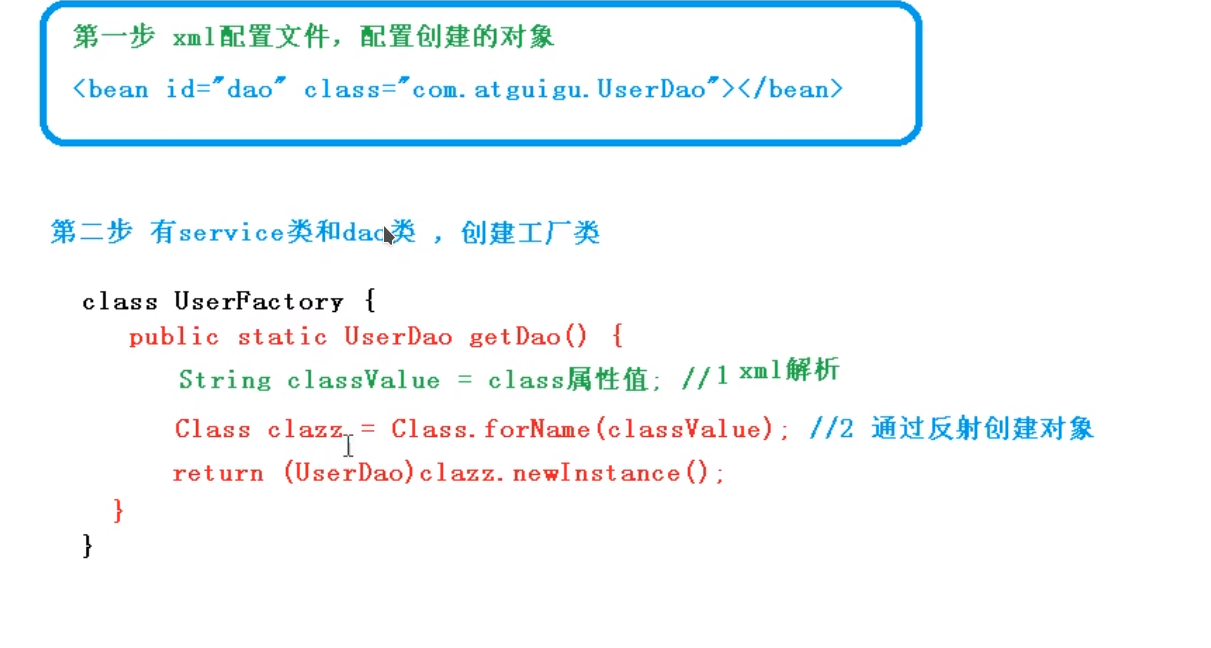 第一步 xml配置文件，配置创建的对象
<bean id="dao" class="com.atguigu.UserDao"></bean>
第二步 有service类和dao类 ，创建工厂类
class UserFactory {
public static UserDao getDao() {
String classValue = class属性值; //1 xml解析
Class clazz = Class.forName(classValue); //2 通过反射创建对象
return (UserDao)clazz.newInstance();
}
}